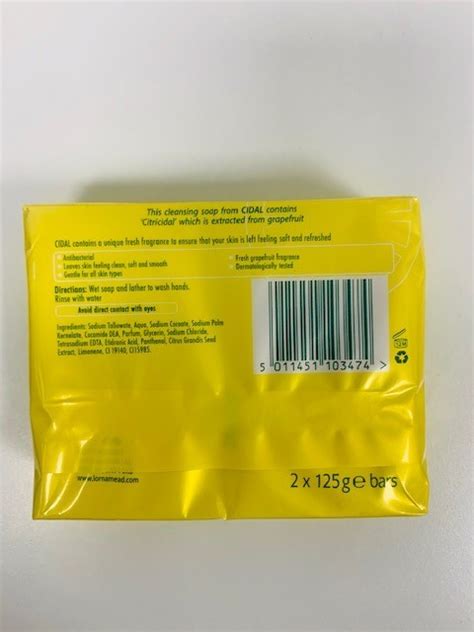 This cleansing soap from CIDAL contains
'Citricidal' which is extracted from grapefruit
CIDAL contains a unique fresh fragrance to ensure that your skin is left feeling soft and refreshed
• Antibacterial
• Leaves skin feeling clean, soft and smooth
• Gentle for all skin types
• Fresh grapefruit fragrance
• Dermatologically tested
Directions: Wet soap and lather to wash hands.
Rinse with water
Avoid direct contact with eyes
Ingredients: Sodium Tallowate, Aqua, Sodium Cocoate, Sodium Palm
Kernelate, Cocamide DEA, Parfum, Glycerin, Sodium Chloride,
Tetrasodium EDTA, Etidronic Acid, Panthenol, Citrus Grandis Seed
Extract, Limonene, CI 19140, CI15985.
5 011451 103474 >
www.lornamead.com
2 x 125g e bars